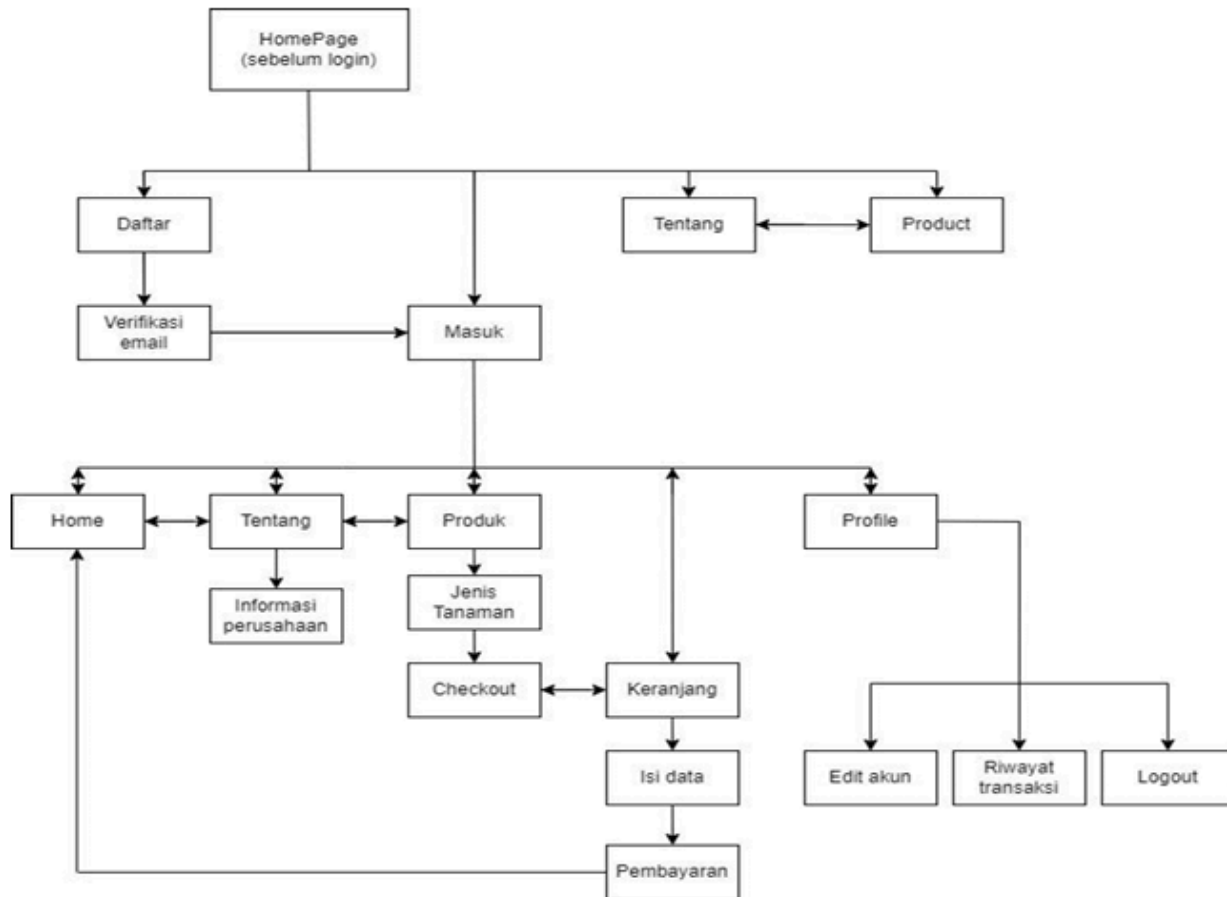 HomePage
(sebelum login)
Daftar
Tentang
Product
Verifikasi
email
Masuk
Home
Tentang
Produk
Profile
Informasi
perusahaan
Jenis
Tanaman
Checkout
Keranjang
Isi data
Edit akun
Riwayat
transaksi
Logout
Pembayaran